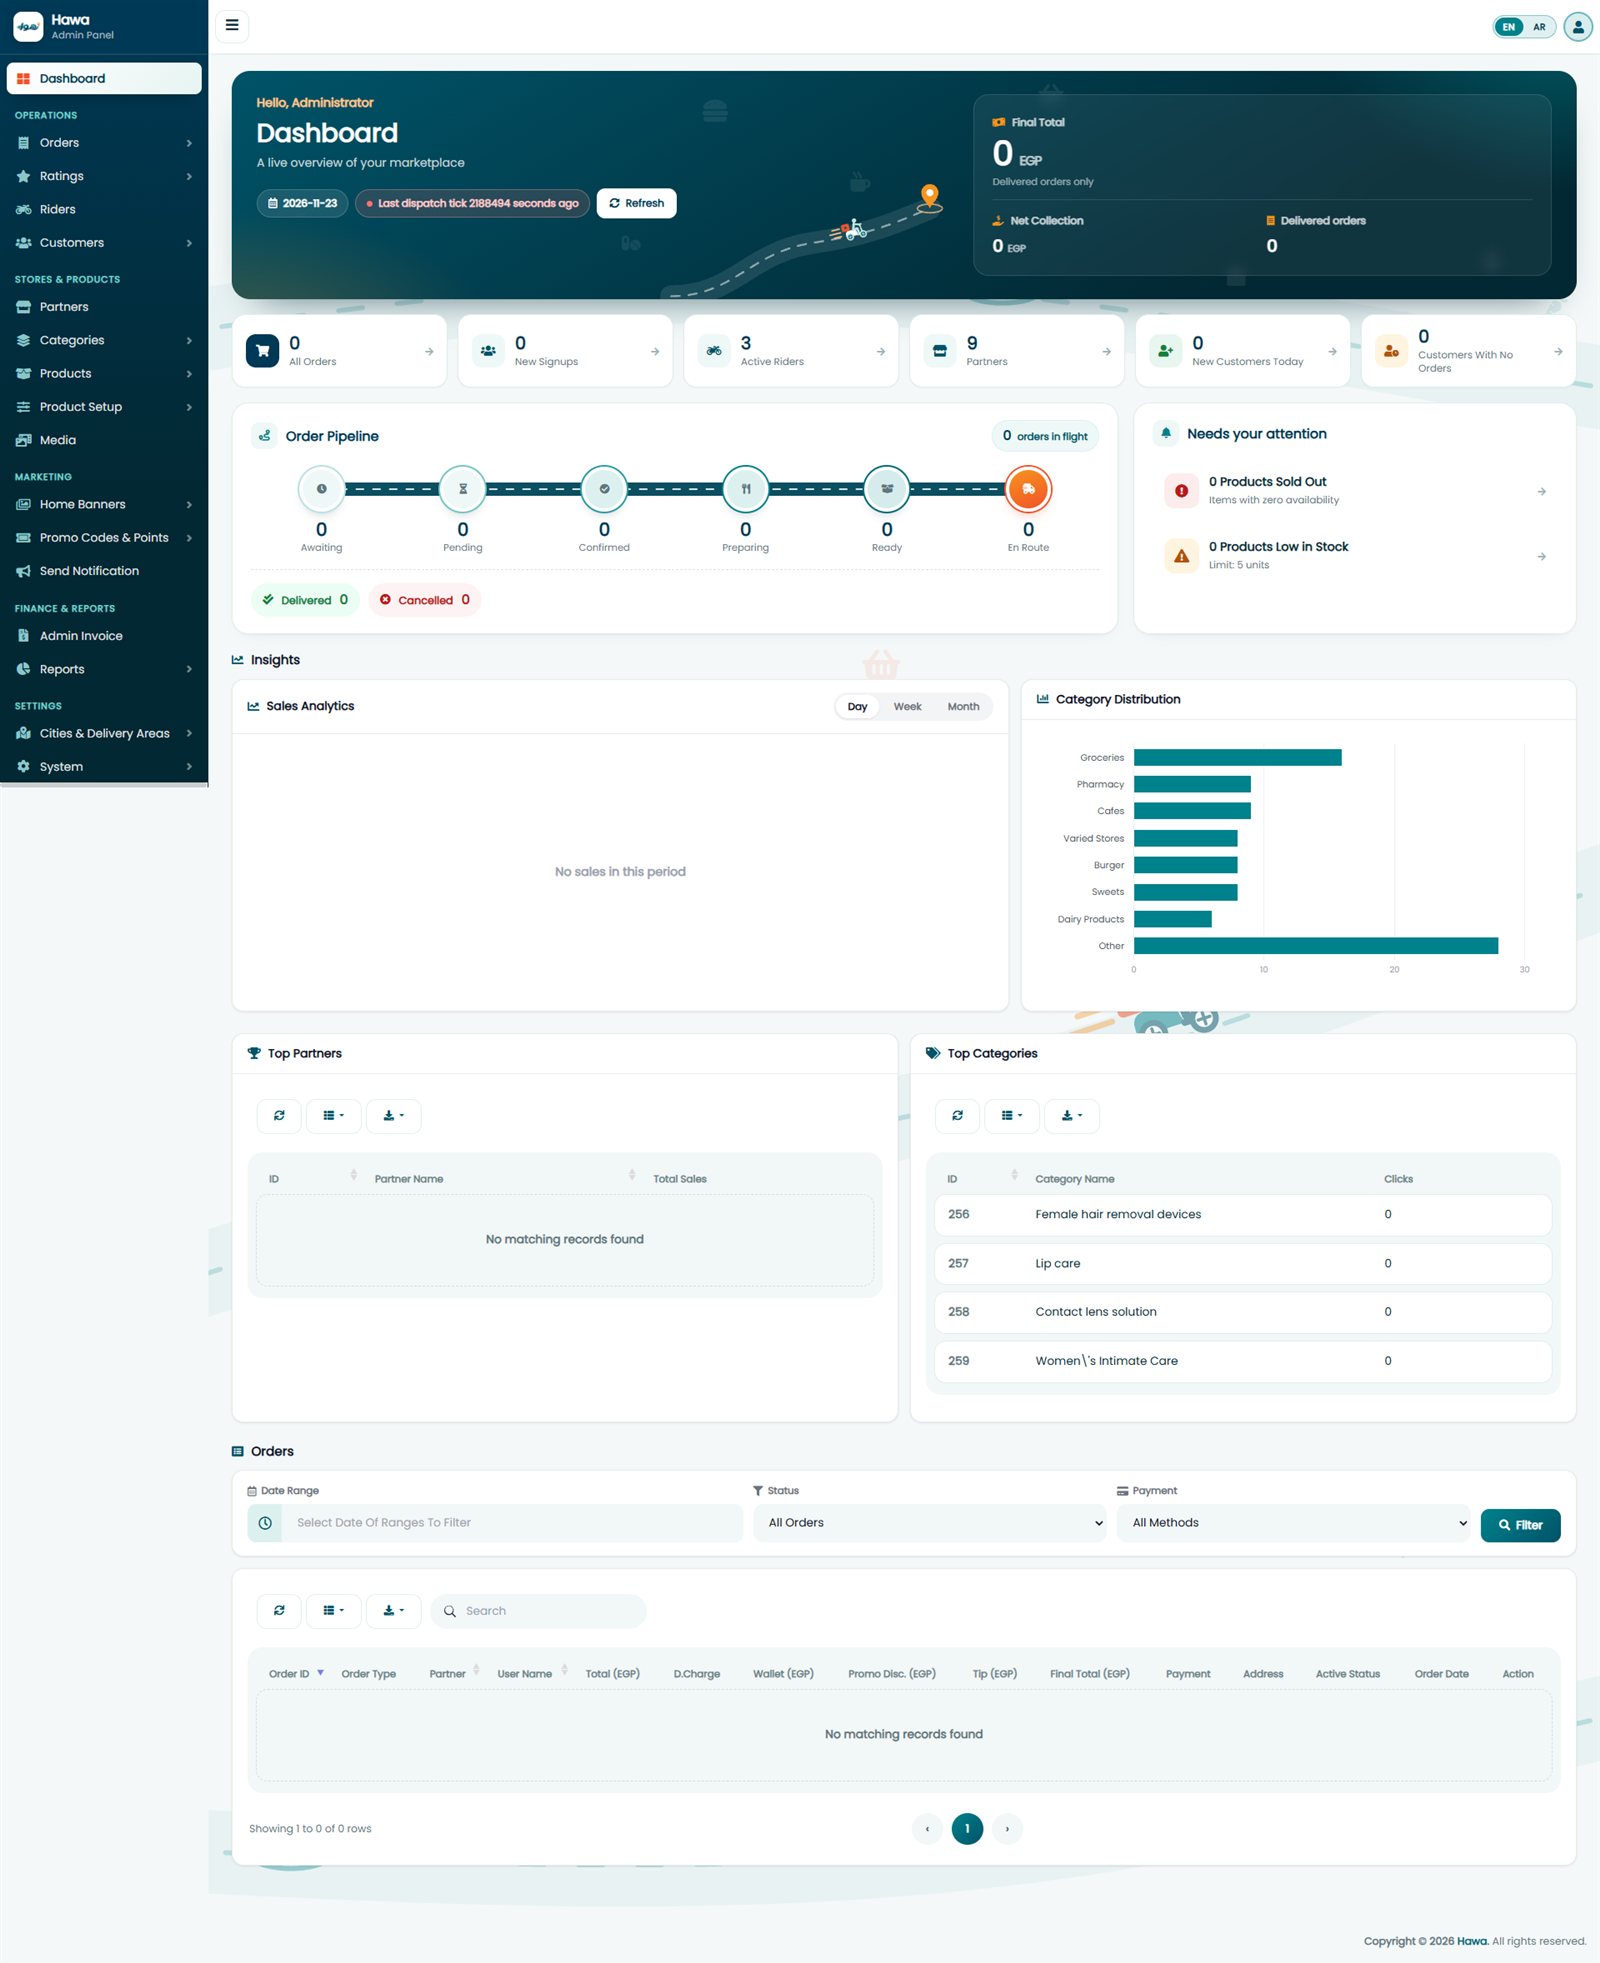 هوا
Hawa
Admin Panel
EN
AR
Dashboard
OPERATIONS
Orders
Ratings
Riders
Customers
STORES & PRODUCTS
Partners
Categories
Products
Product Setup
Media
MARKETING
Home Banners
Promo Codes & Points
Send Notification
FINANCE & REPORTS
Admin Invoice
Reports
SETTINGS
Cities & Delivery Areas
System
Hello, Administrator
Dashboard
A live overview of your marketplace
2026-11-23
Last dispatch tick 2188494 seconds ago
Refresh
Final Total
0 EGP
Delivered orders only
Net Collection
0 EGP
Delivered orders
0
0
All Orders
0
New Signups
3
Active Riders
9
Partners
0
New Customers Today
0
Customers With No
Orders
Order Pipeline
0 orders in flight
0
Awaiting
0
Pending
0
Confirmed
0
Preparing
0
Ready
0
En Route
Delivered 0
Cancelled 0
Needs your attention
0 Products Sold Out
Items with zero availability
0 Products Low in Stock
Limit: 5 units
Insights
Sales Analytics
Day Week Month
No sales in this period
Category Distribution
Groceries
Pharmacy
Cafes
Varied Stores
Burger
Sweets
Dairy Products
Other
0 10 20 30
Top Partners
ID Partner Name Total Sales
No matching records found
Top Categories
ID Category Name Clicks
256 Female hair removal devices 0
257 Lip care 0
258 Contact lens solution 0
259 Women\'s Intimate Care 0
Orders
Date Range
Select Date Of Ranges To Filter
Status
All Orders
Payment
All Methods
Filter
Search
Order ID Order Type Partner User Name Total (EGP) D.Charge Wallet (EGP) Promo Disc. (EGP) Tip (EGP) Final Total (EGP) Payment Address Active Status Order Date Action
No matching records found
Showing 1 to 0 of 0 rows
‹ 1 ›
Copyright © 2026 Hawa. All rights reserved.